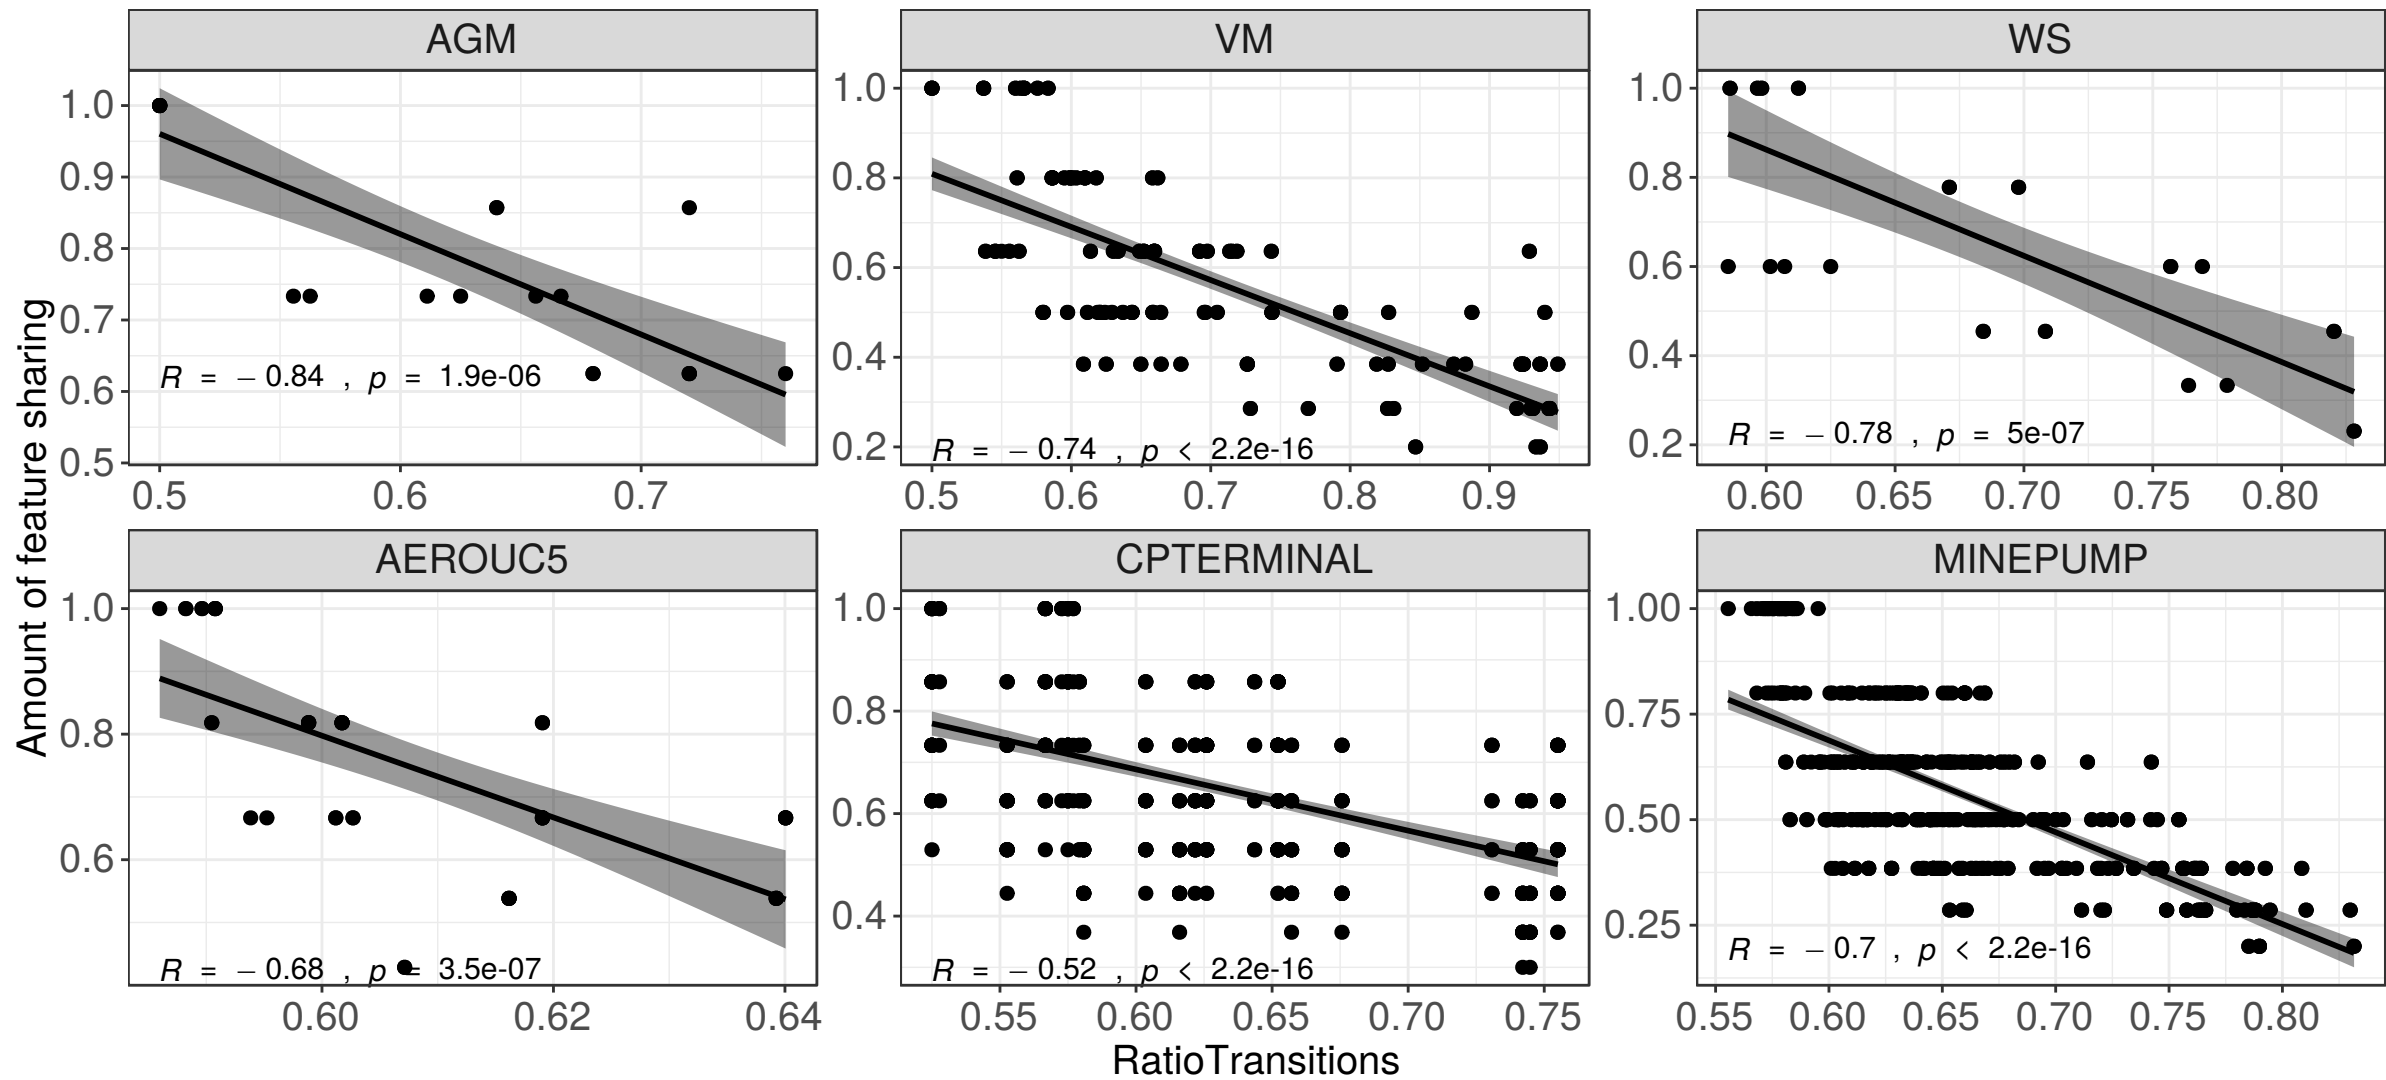 AGM
VM
WS
1.0
0.9
0.8
0.7
0.6
0.5
R = − 0.84 , p = 1.9e-06
0.5 0.6 0.7
1.0
0.8
0.6
0.4
0.2
R = − 0.74 , p < 2.2e-16
0.5 0.6 0.7 0.8 0.9
1.0
0.8
0.6
0.4
0.2
R = − 0.78 , p = 5e-07
0.60 0.65 0.70 0.75 0.80
Amount of feature sharing
AEROUC5
CPTERMINAL
MINEPUMP
1.0
0.8
0.6
R = − 0.68 , p = 3.5e-07
0.60 0.62 0.64
1.0
0.8
0.6
0.4
R = − 0.52 , p < 2.2e-16
0.55 0.60 0.65 0.70 0.75
1.00
0.75
0.50
0.25
R = − 0.7 , p < 2.2e-16
0.55 0.60 0.65 0.70 0.75 0.80
RatioTransitions